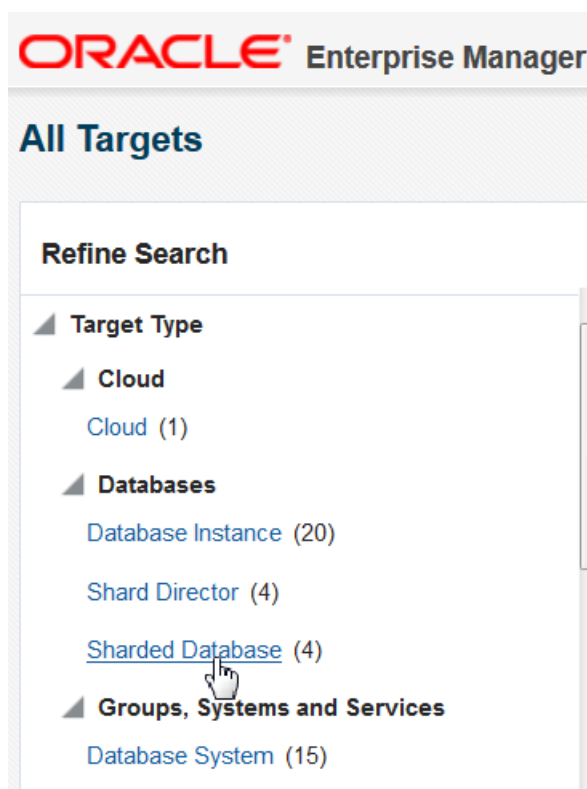 ORACLE Enterprise Manager
All Targets
Refine Search
Target Type
Cloud
Cloud (1)
Databases
Database Instance (20)
Shard Director (4)
Sharded Database (4)
Groups, Systems and Services
Database System (15)